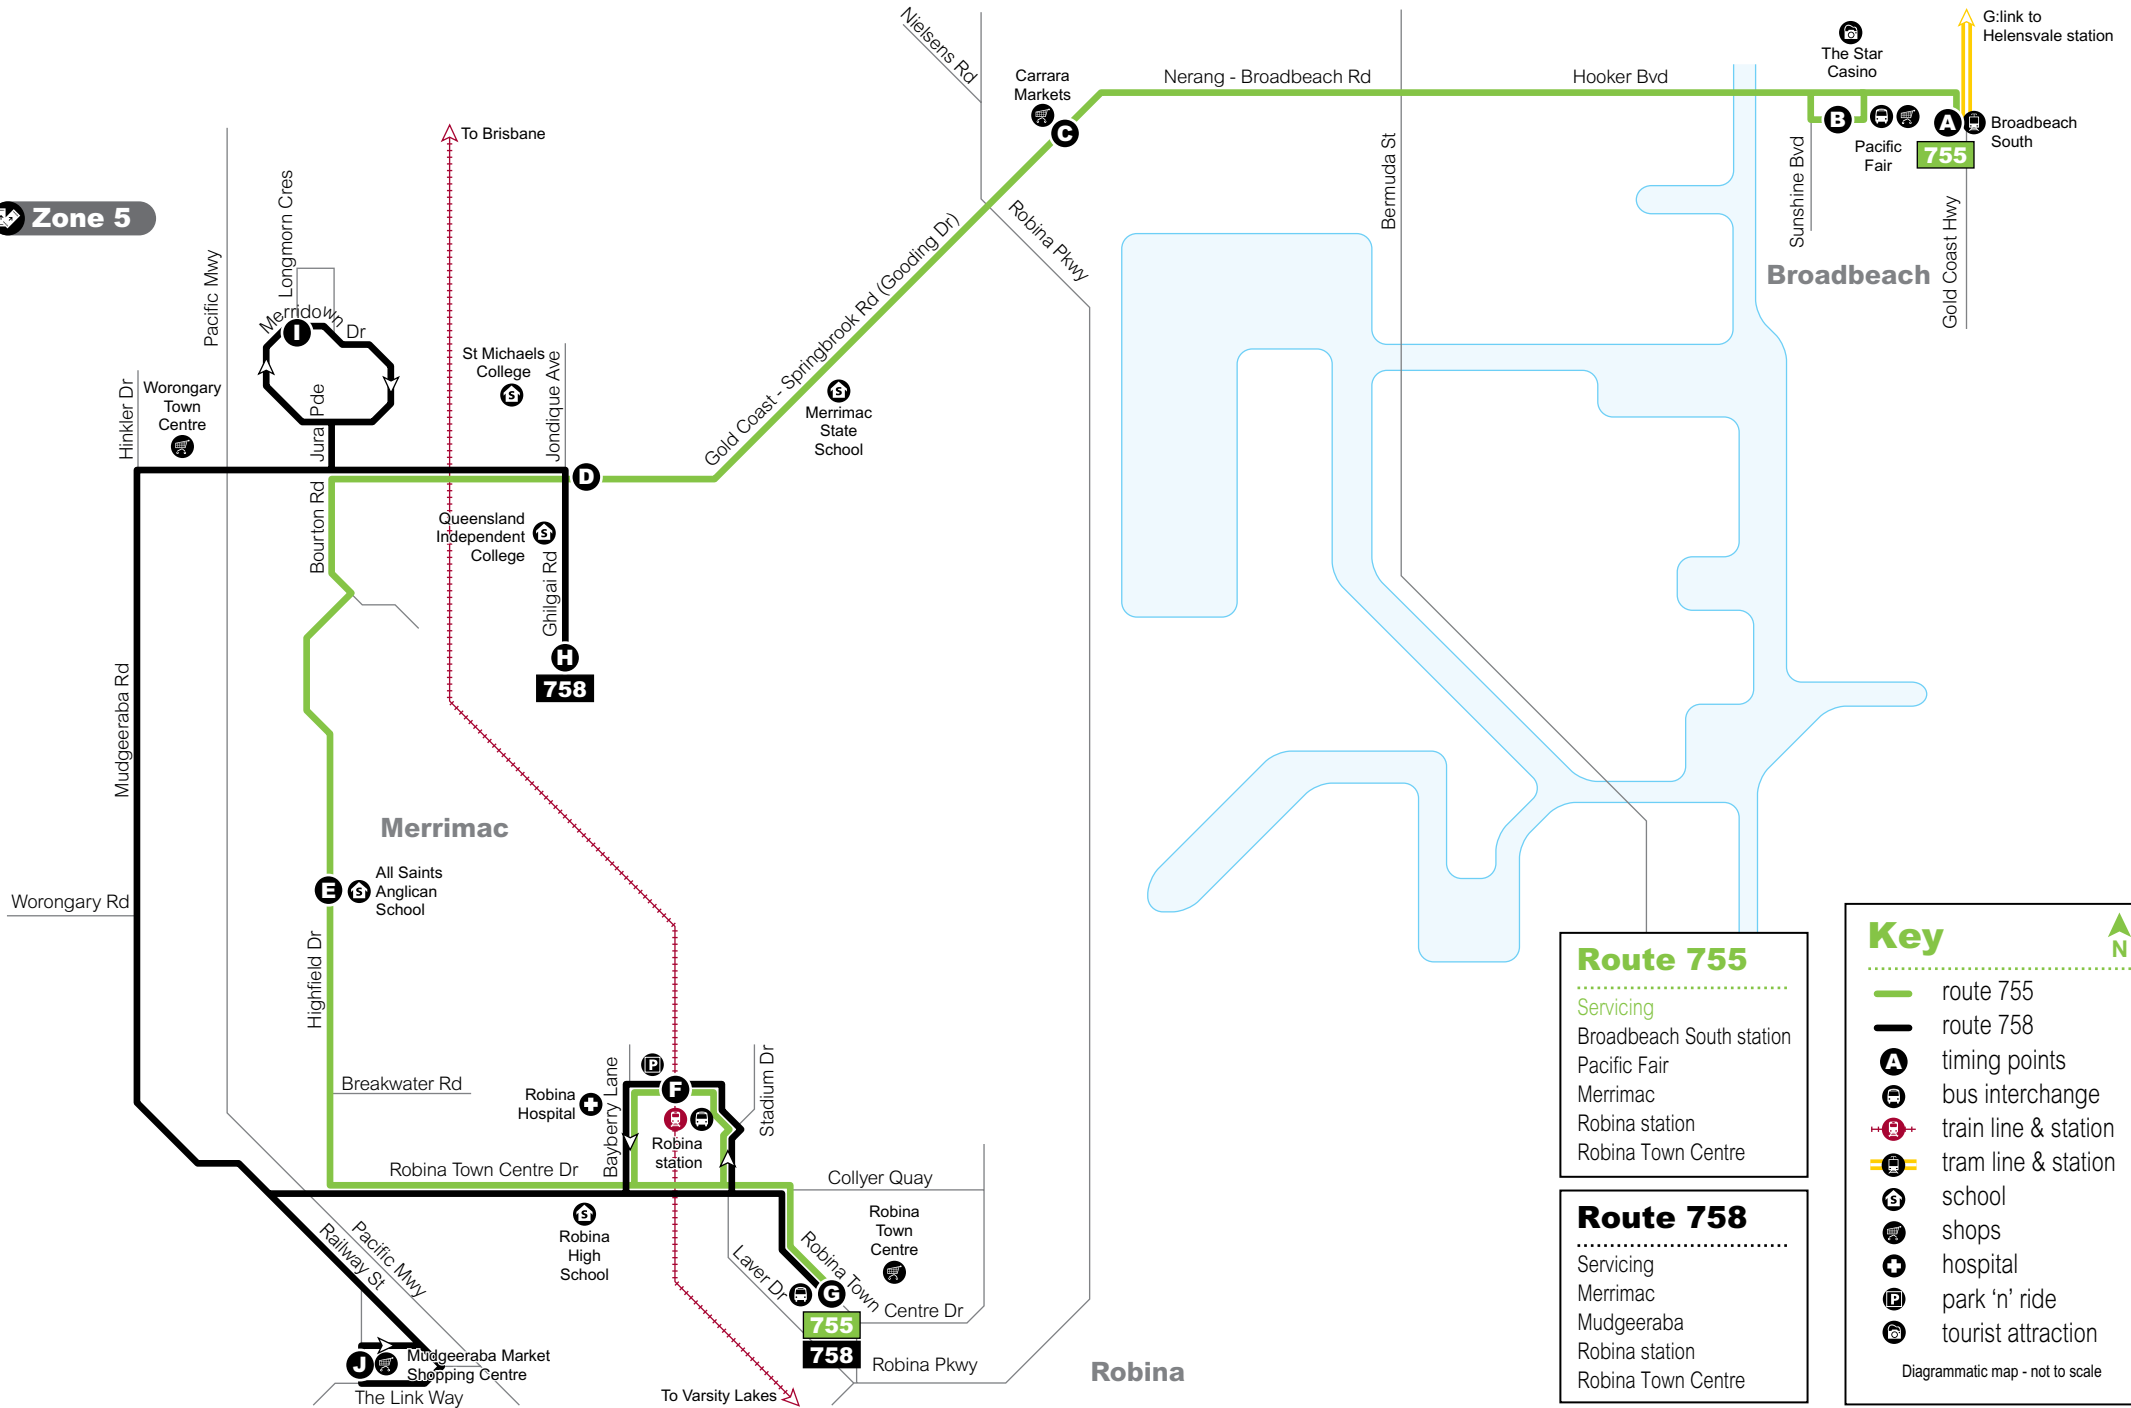 G:link to
Helensvale station
The Star
Casino
Nielsens Rd
Carrara
Markets
Nerang - Broadbeach Rd
Hooker Bvd
C
B
A
Broadbeach
South
Pacific
Fair
755
To Brisbane
Bermuda St
Sunshine Bvd
Gold Coast Hwy
Broadbeach
Zone 5
Pacific Mwy
Longmorn Cres
Robina Pkwy
Gold Coast - Springbrook Rd (Gooding Dr)
Merridown Dr
I
St Michaels
College
S
Jondique Ave
Hinkler Dr
Worongary
Town
Centre
Jura Pde
S
Merrimac
State
School
D
Bourton Rd
Queensland
Independent
College
S
Ghilgai Rd
H
758
Mudgeeraba Rd
Merrimac
E
S
All Saints
Anglican
School
Worongary Rd
Highfield Dr
Breakwater Rd
Robina
Hospital
Bayberry Lane
P
F
Robina
station
Stadium Dr
Robina Town Centre Dr
Collyer Quay
S
Robina
High
School
Robina
Town
Centre
Laver Dr
Robina Town
Centre Dr
G
755
758
Robina Pkwy
Robina
To Varsity Lakes
Pacific Mwy
Railway St
J
Mudgeeraba Market
Shopping Centre
The Link Way
Route 755
Servicing
Broadbeach South station
Pacific Fair
Merrimac
Robina station
Robina Town Centre
Route 758
Servicing
Merrimac
Mudgeeraba
Robina station
Robina Town Centre
Key
N
route 755
route 758
A timing points
bus interchange
train line & station
tram line & station
S school
shops
hospital
P park ‘n’ ride
tourist attraction
Diagrammatic map - not to scale